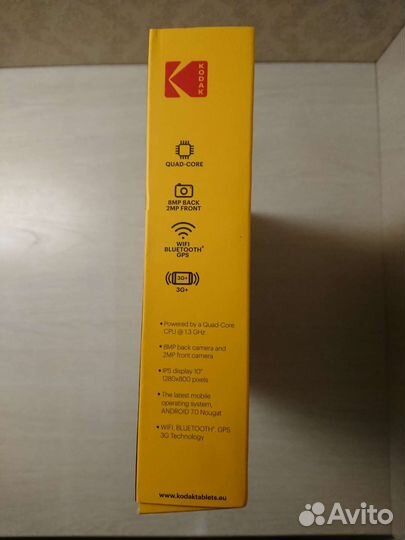 KODAK
QUAD-CORE
8MP BACK
2MP FRONT
WIFI
BLUETOOTH®
GPS
3G+
3G+
• Powered by a Quad-Core
CPU @ 1.3 GHz
• 8MP back camera and
2MP front camera
• IPS display 10"
1280x800 pixels
• The latest mobile
operating system,
ANDROID 7.0 Nougat
• WIFI, BLUETOOTH®, GPS
3G Technology
www.kodaktablets.eu
Avito